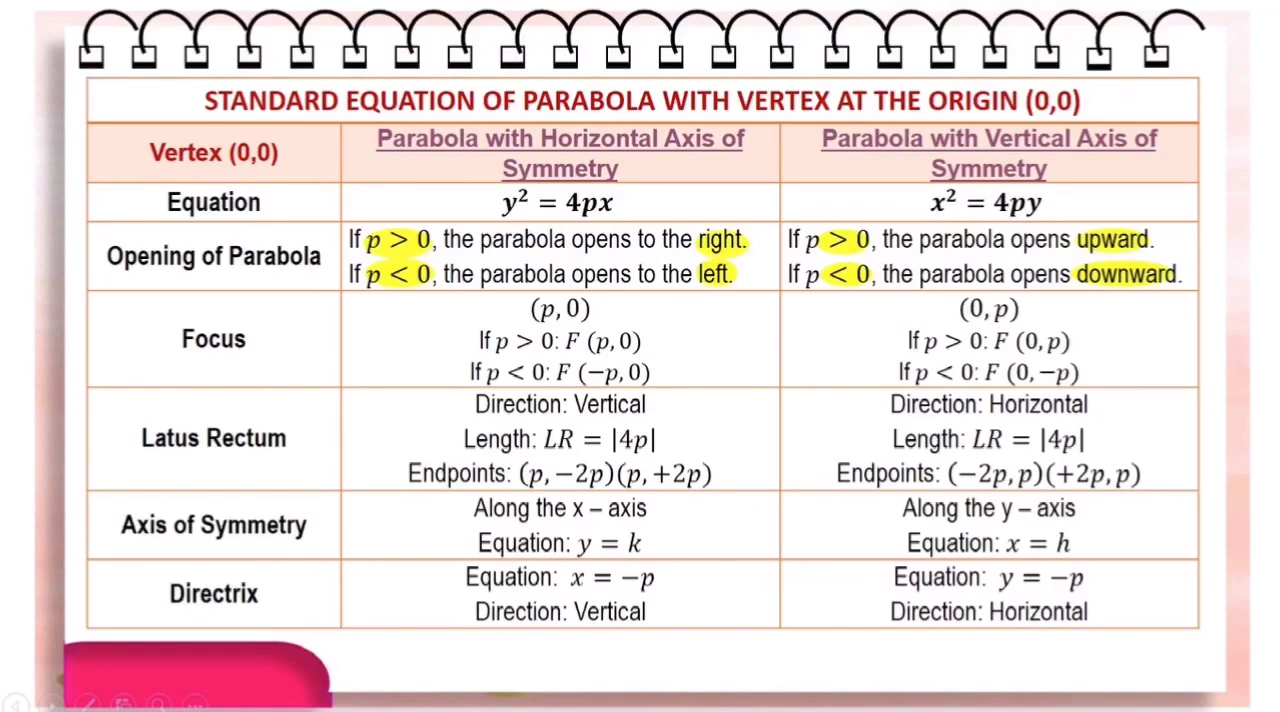 STANDARD EQUATION OF PARABOLA WITH VERTEX AT THE ORIGIN (0,0)
Vertex (0,0)
Parabola with Horizontal Axis of
Symmetry
Parabola with Vertical Axis of
Symmetry
Equation
y² = 4px
x² = 4py
Opening of Parabola
If p > 0, the parabola opens to the right.
If p < 0, the parabola opens to the left.
If p > 0, the parabola opens upward.
If p < 0, the parabola opens downward.
Focus
(p, 0)
If p > 0: F (p, 0)
If p < 0: F (−p, 0)
(0, p)
If p > 0: F (0, p)
If p < 0: F (0, −p)
Latus Rectum
Direction: Vertical
Length: LR = |4p|
Endpoints: (p, −2p)(p, +2p)
Direction: Horizontal
Length: LR = |4p|
Endpoints: (−2p, p)(+2p, p)
Axis of Symmetry
Along the x – axis
Equation: y = k
Along the y – axis
Equation: x = h
Directrix
Equation: x = −p
Direction: Vertical
Equation: y = −p
Direction: Horizontal